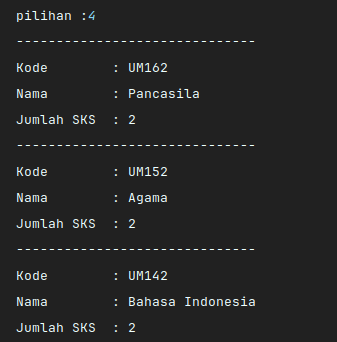 pilihan :4
------------------------------
Kode        : UM162
Nama        : Pancasila
Jumlah SKS  : 2
------------------------------
Kode        : UM152
Nama        : Agama
Jumlah SKS  : 2
------------------------------
Kode        : UM142
Nama        : Bahasa Indonesia
Jumlah SKS  : 2